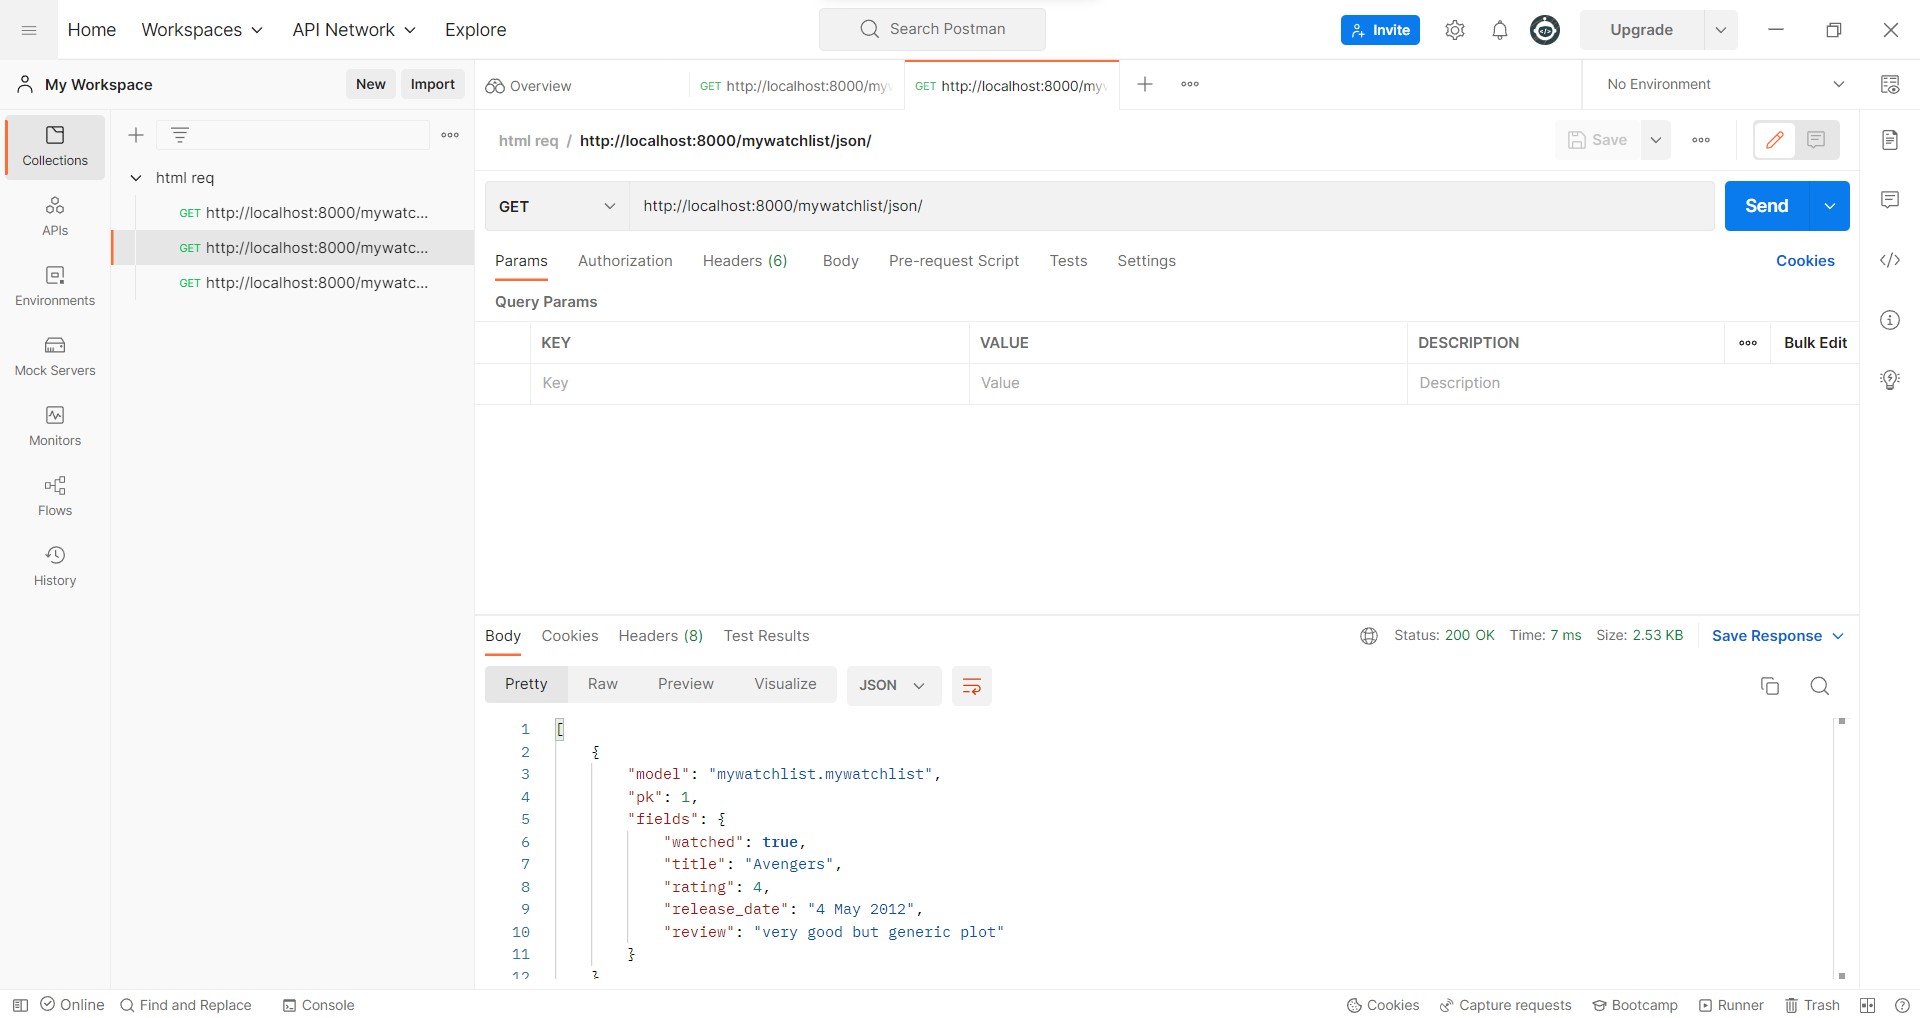 Home Workspaces API Network Explore Search Postman Invite Upgrade
My Workspace New Import Overview GET http://localhost:8000/my GET http://localhost:8000/my No Environment
html req / http://localhost:8000/mywatchlist/json/ Save
Collections
html req
GET http://localhost:8000/mywatc...
GET http://localhost:8000/mywatc...
GET http://localhost:8000/mywatc...
APIs
Environments
Mock Servers
Monitors
Flows
History
GET http://localhost:8000/mywatchlist/json/ Send
Params Authorization Headers (6) Body Pre-request Script Tests Settings Cookies
Query Params
KEY VALUE DESCRIPTION Bulk Edit
Key Value Description
Body Cookies Headers (8) Test Results Status: 200 OK Time: 7 ms Size: 2.53 KB Save Response
Pretty Raw Preview Visualize JSON
1 [
2 {
3 "model": "mywatchlist.mywatchlist",
4 "pk": 1,
5 "fields": {
6 "watched": true,
7 "title": "Avengers",
8 "rating": 4,
9 "release_date": "4 May 2012",
10 "review": "very good but generic plot"
11 }
12 }
Online Find and Replace Console Cookies Capture requests Bootcamp Runner Trash